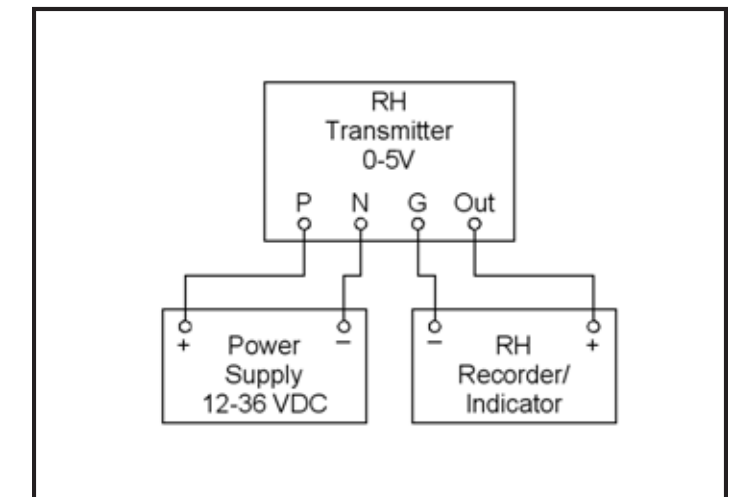 RH
Transmitter
0-5V
P N G Out
+ − − +
Power
Supply
12-36 VDC
RH
Recorder/
Indicator